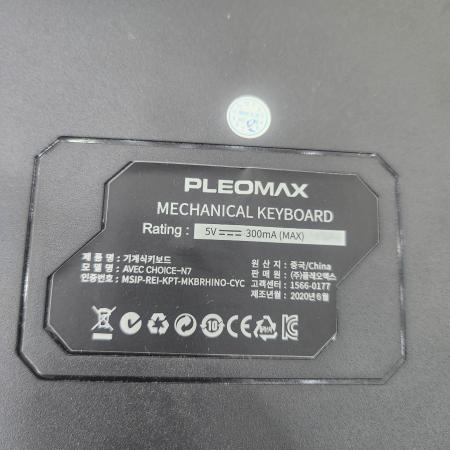 PLEOMAX
MECHANICAL KEYBOARD
Rating : 5V 300mA (MAX)
제 품 명 : 기계식키보드
모 델 명 : AVEC CHOICE-N7
인증번호 : MSIP-REI-KPT-MKBRHINO-CYC
원 산 지 : 중국/China
판 매 원 : (주)플레오맥스
고객센터 : 1566-0177
제조년월 : 2020년 6월
10
CE